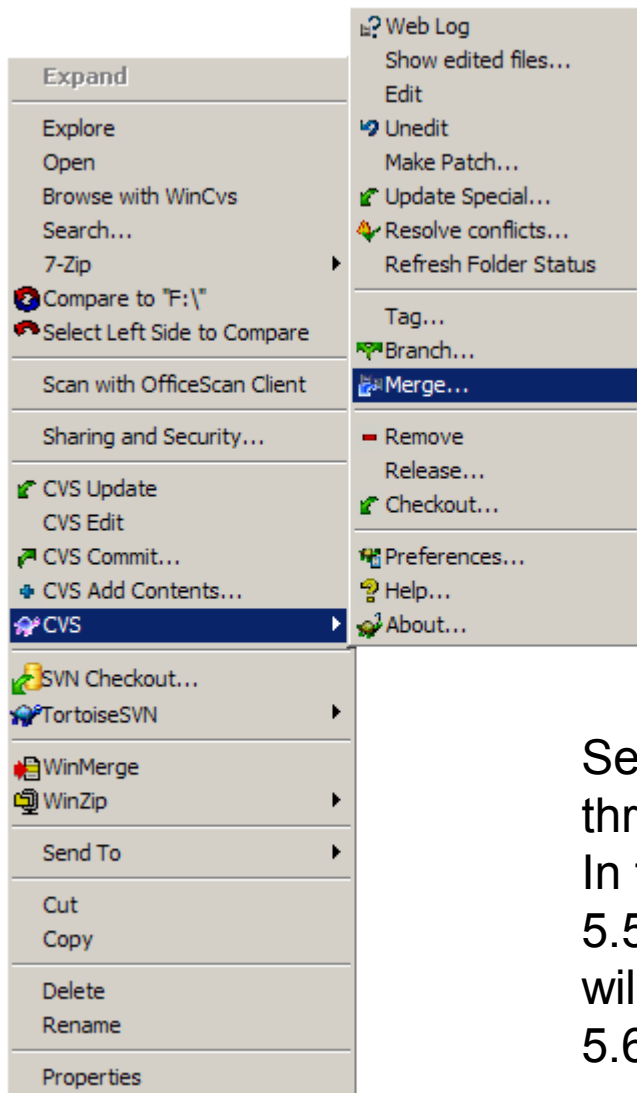 Expand
Explore
Open
Browse with WinCvs
Search...
7-Zip
Compare to "F:\"
Select Left Side to Compare
Scan with OfficeScan Client
Sharing and Security...
CVS Update
CVS Edit
CVS Commit...
CVS Add Contents...
CVS
SVN Checkout...
TortoiseSVN
WinMerge
WinZip
Send To
Cut
Copy
Delete
Rename
Properties
Web Log
Show edited files...
Edit
Unedit
Make Patch...
Update Special...
Resolve conflicts...
Refresh Folder Status
Tag...
Branch...
Merge...
Remove
Release...
Checkout...
Preferences...
Help...
About...
In